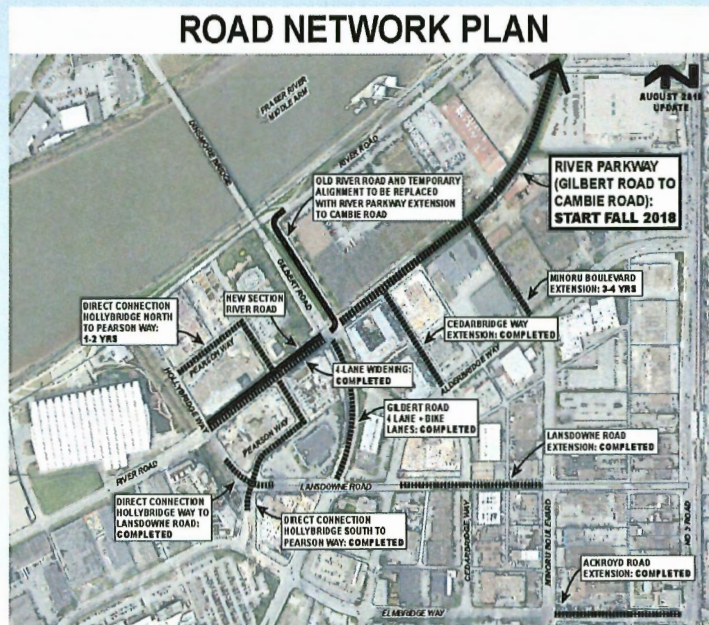 ROAD NETWORK PLAN
AUGUST 2018
UPDATE
FRASER RIVER
MIDDLE ARM
DINSMORE BRIDGE
RIVER ROAD
OLD RIVER ROAD AND TEMPORARY
ALIGNMENT TO BE REPLACED
WITH RIVER PARKWAY EXTENSION
TO CAMBIE ROAD
RIVER PARKWAY
(GILBERT ROAD TO
CAMBIE ROAD):
START FALL 2018
GILBERT ROAD
MINORU BOULEVARD
EXTENSION: 3-4 YRS
DIRECT CONNECTION
HOLLYBRIDGE NORTH
TO PEARSON WAY:
1-2 YRS
NEW SECTION
RIVER ROAD
CEDARBRIDGE WAY
EXTENSION: COMPLETED
PEARSON WAY
ALDERBRIDGE WAY
4-LANE WIDENING:
COMPLETED
HOLLYBRIDGE WAY
GILBERT ROAD
4 LANE + BIKE
LANES: COMPLETED
PEARSON WAY
LANSDOWNE ROAD
EXTENSION: COMPLETED
RIVER ROAD
LANSDOWNE ROAD
DIRECT CONNECTION
HOLLYBRIDGE WAY TO
LANSDOWNE ROAD:
COMPLETED
DIRECT CONNECTION
HOLLYBRIDGE SOUTH TO
PEARSON WAY: COMPLETED
CEDARBRIDGE WAY
MINORU BOULEVARD
NO 3 ROAD
ACKROYD ROAD
EXTENSION: COMPLETED
ELMBRIDGE WAY